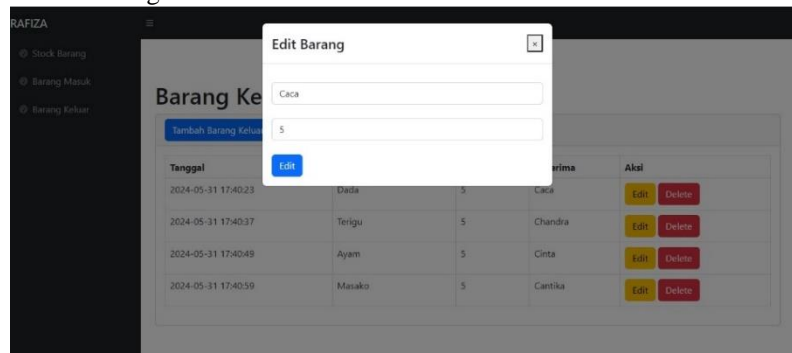 RAFIZA
Stock Barang
Barang Masuk
Barang Keluar
Edit Barang
×
Caca
5
Edit
Barang Ke
Tambah Barang Kelua
Tanggal erima Aksi
2024-05-31 17:40:23 Dada 5 Caca Edit Delete
2024-05-31 17:40:37 Terigu 5 Chandra Edit Delete
2024-05-31 17:40:49 Ayam 5 Cinta Edit Delete
2024-05-31 17:40:59 Masako 5 Cantika Edit Delete